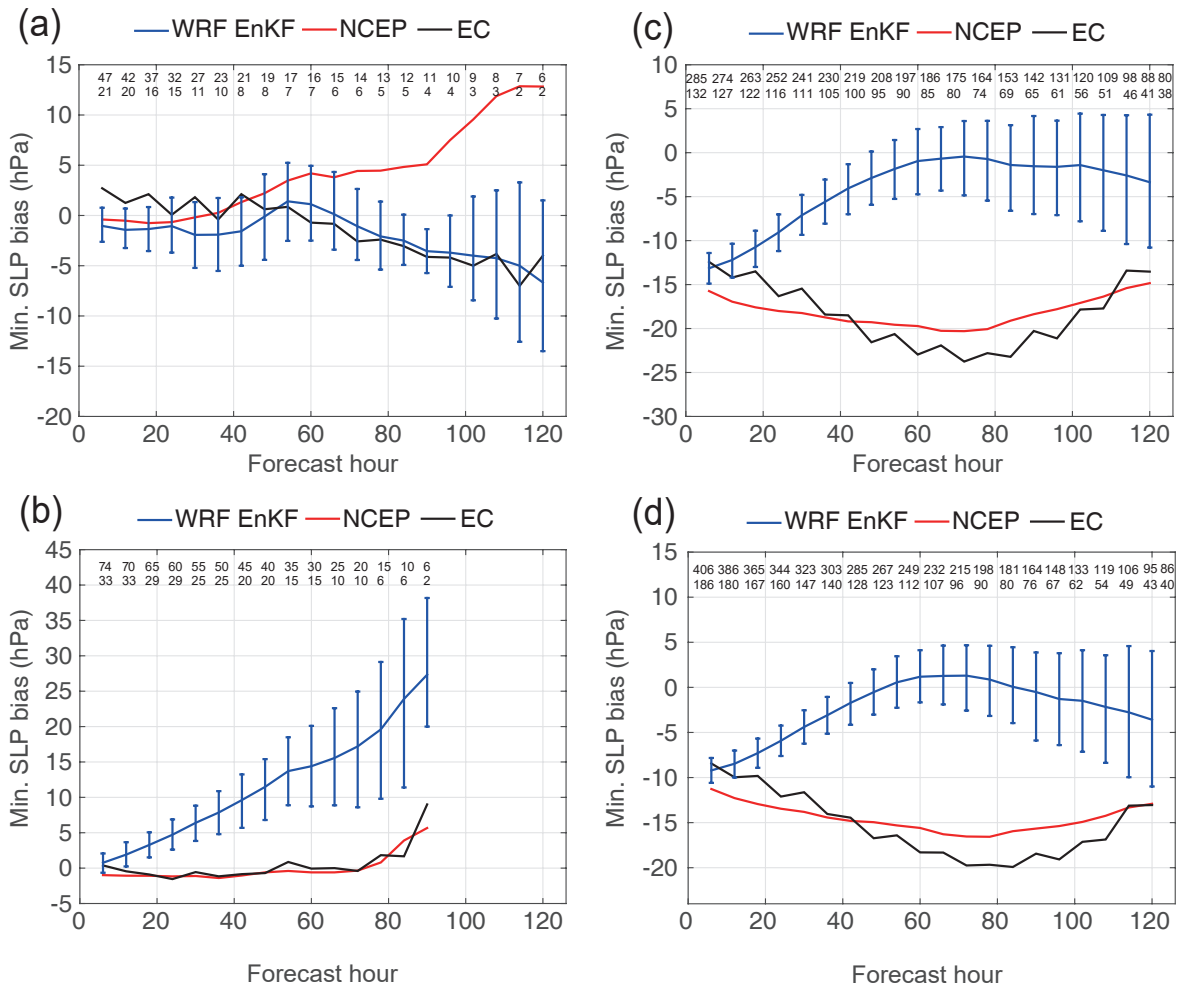 (a)
WRF EnKF NCEP EC
15
10
5
0
-5
-10
-15
-20
47 42 37 32 27 23 21 19 17 16 15 14 13 12 11 10 9 8 7 6
21 20 16 15 11 10 8 8 7 7 6 6 5 5 4 4 3 3 2 2
Min. SLP bias (hPa)
0 20 40 60 80 100 120
Forecast hour
(b)
WRF EnKF NCEP EC
45
40
35
30
25
20
15
10
5
0
-5
74 70 65 60 55 50 45 40 35 30 25 20 15 10 6
33 33 29 29 25 25 20 20 15 15 10 10 6 6 2
Min. SLP bias (hPa)
0 20 40 60 80 100 120
Forecast hour
(c)
WRF EnKF NCEP EC
10
5
0
-5
-10
-15
-20
-25
-30
285 274 263 252 241 230 219 208 197 186 175 164 153 142 131 120 109 98 88 80
132 127 122 116 111 105 100 95 90 85 80 74 69 65 61 56 51 46 41 38
Min. SLP bias (hPa)
0 20 40 60 80 100 120
Forecast hour
(d)
WRF EnKF NCEP EC
15
10
5
0
-5
-10
-15
-20
406 386 365 344 323 303 285 267 249 232 215 198 181 164 148 133 119 106 95 86
186 180 167 160 147 140 128 123 112 107 96 90 80 76 67 62 54 49 43 40
Min. SLP bias (hPa)
0 20 40 60 80 100 120
Forecast hour